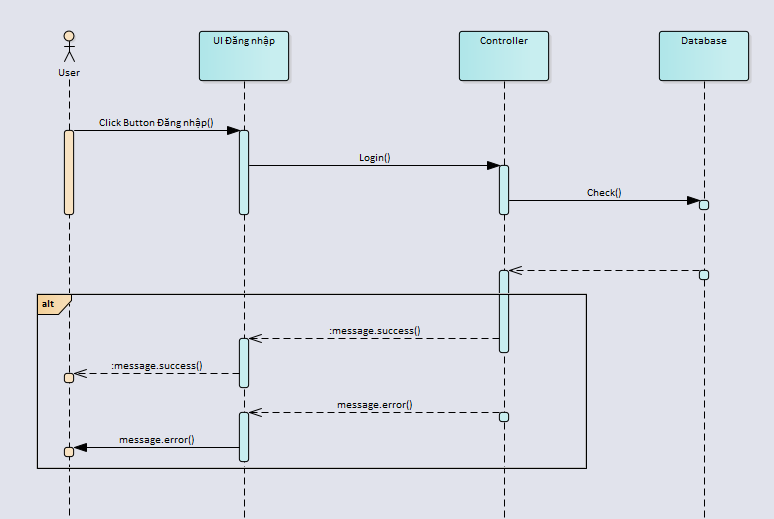 User
UI Đăng nhập
Controller
Database
Click Button Đăng nhập()
Login()
Check()
alt
:message.success()
:message.success()
message.error()
message.error()